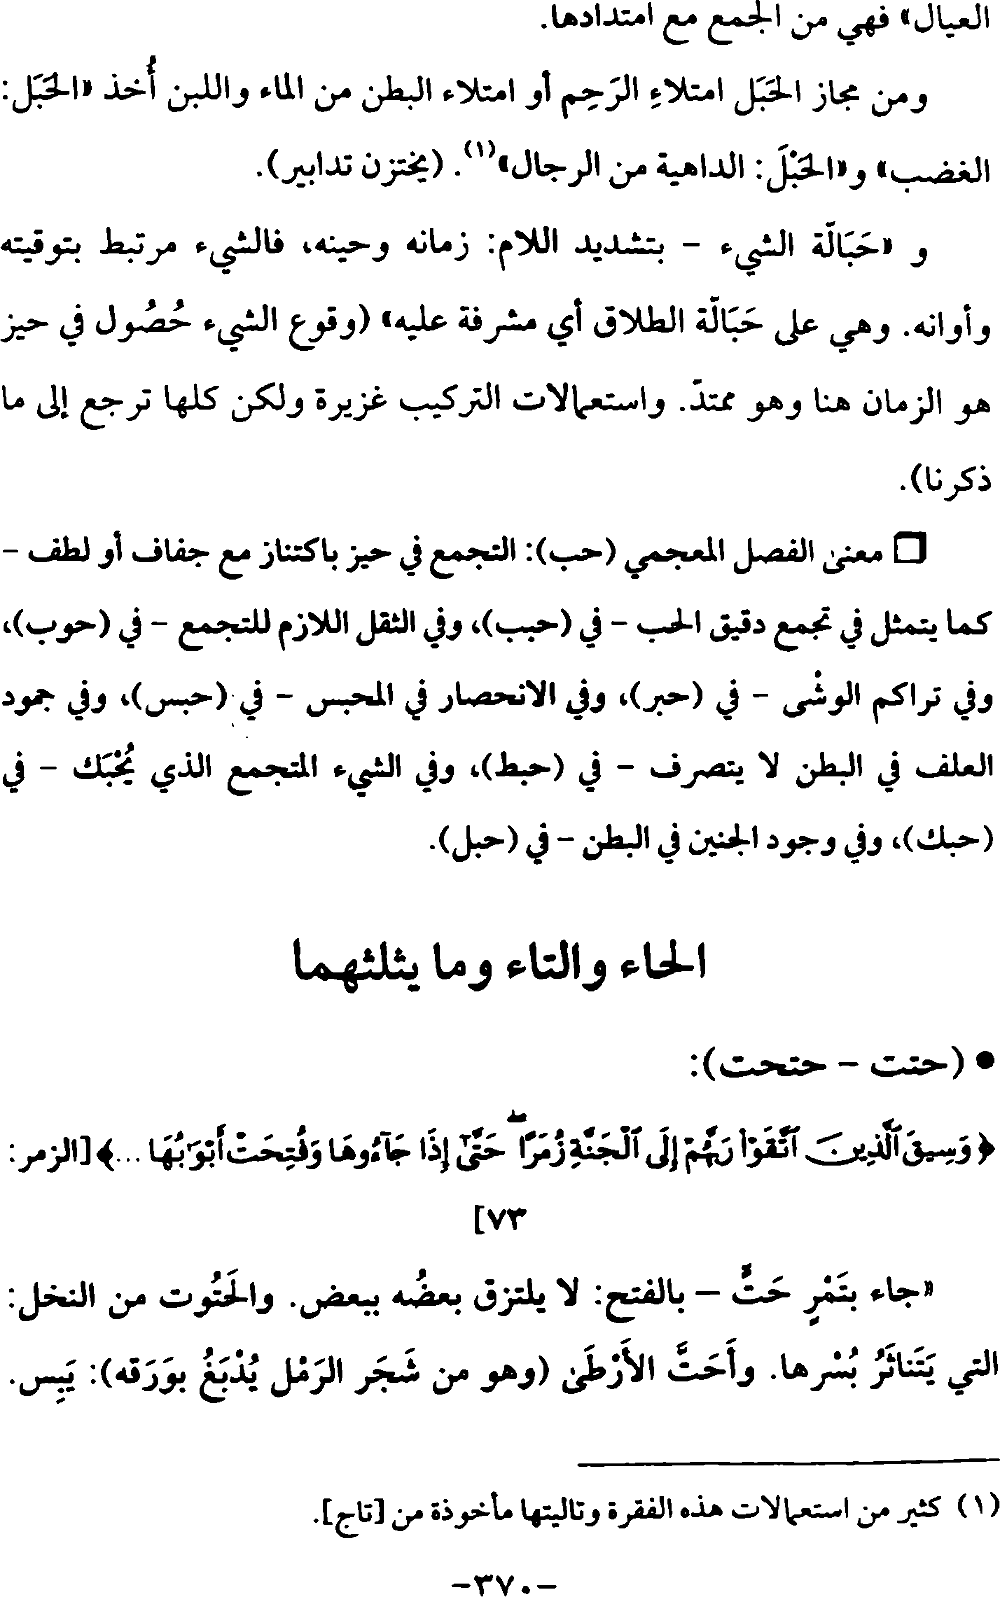 العيال» فهي من الجمع مع امتدادها.
ومن مجاز الحَبَل امتلاءِ الرَحِم أو امتلاء البطن من الماء واللبن أُخذ «الحَبَل:
الغضب» و«الحَبْلَ: الداهية من الرجال»(١). (يختزن تدابير).
و «حَبَالّة الشيء - بتشديد اللام: زمانه وحينه، فالشيء مرتبط بتوقيته
وأوانه. وهي على حَبَالّة الطلاق أي مشرفة عليه» (وقوع الشيء حُصُول في حيز
هو الزمان هنا وهو ممتدّ. واستعمالات التركيب غزيرة ولكن كلها ترجع إلى ما
ذكرنا).
❑ معنى الفصل المعجمي (حب): التجمع في حيز باكتناز مع جفاف أو لطف -
كما يتمثل في تجمع دقيق الحب - في (حبب)، وفي الثقل اللازم للتجمع - في (حوب)،
وفي تراكم الوشْى - في (حبر)، وفي الانحصار في المحبس - في (حبس)، وفي جمود
العلف في البطن لا يتصرف - في (حبط)، وفي الشيء المتجمع الذي يُحْبَك - في
(حبك)، وفي وجود الجنين في البطن - في (حبل).
الحاء والتاء وما يثلثهما
• (حتت - حتحت):
﴿وَسِيقَ ٱلَّذِينَ ٱتَّقَوْا۟ رَبَّهُمْ إِلَى ٱلْجَنَّةِ زُمَرًا ۖ حَتَّىٰٓ إِذَا جَآءُوهَا وَفُتِحَتْ أَبْوَٰبُهَا ...﴾ [الزمر:
٧٣]
«جاء بتَمْرٍ حَتٍّ – بالفتح: لا يلتزق بعضُه ببعض. والحَتُوت من النخل:
التي يَتَناثَرُ بُسْرها. وأَحَتَّ الأَرْطَى (وهو من شَجَر الرَمْل يُدْبَغُ بوَرَقه): يَبِس.
(١) كثير من استعمالات هذه الفقرة وتاليتها مأخوذة من [تاج].
-٣٧٠-